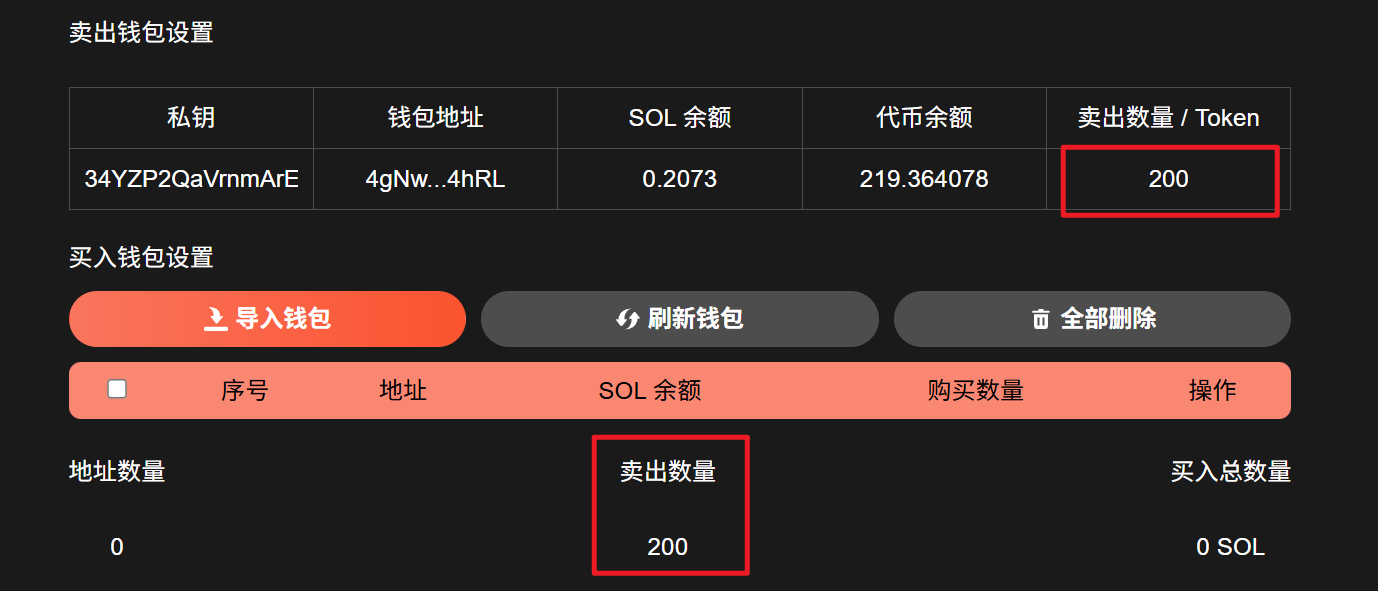 卖出钱包设置
私钥 钱包地址 SOL 余额 代币余额 卖出数量 / Token
34YZP2QaVrnmArE 4gNw...4hRL 0.2073 219.364078 200
买入钱包设置
导入钱包 刷新钱包 全部删除
序号 地址 SOL 余额 购买数量 操作
地址数量 卖出数量 买入总数量
0 200 0 SOL